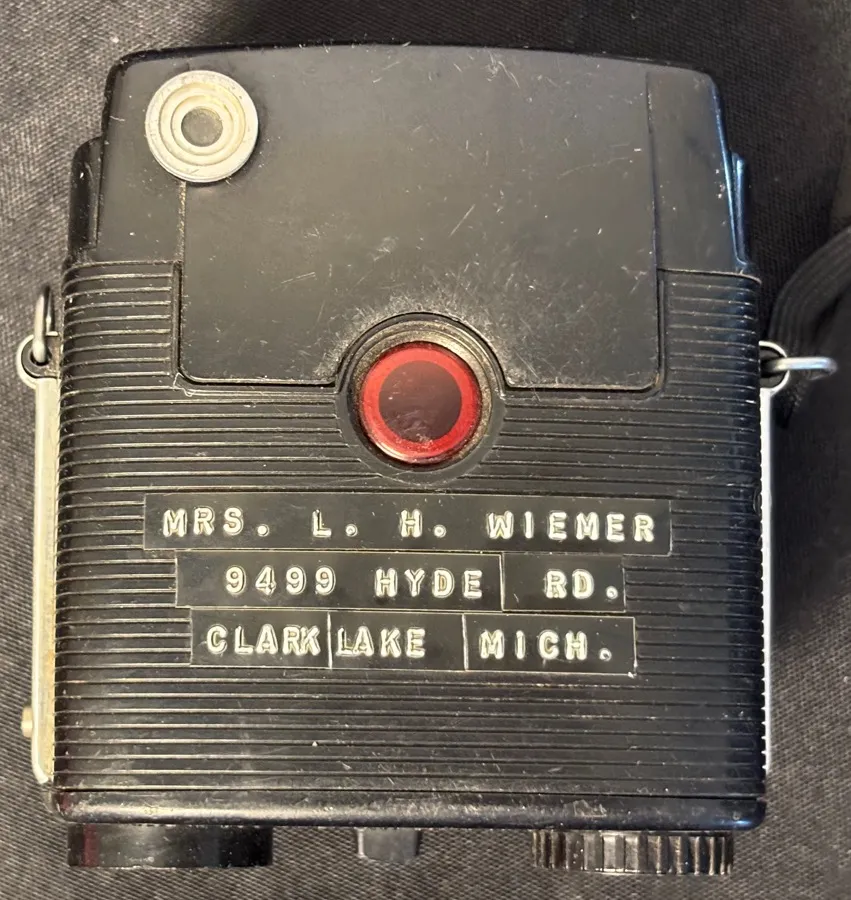 MRS. L. H. WIEMER
9499 HYDE RD.
CLARK LAKE MICH.